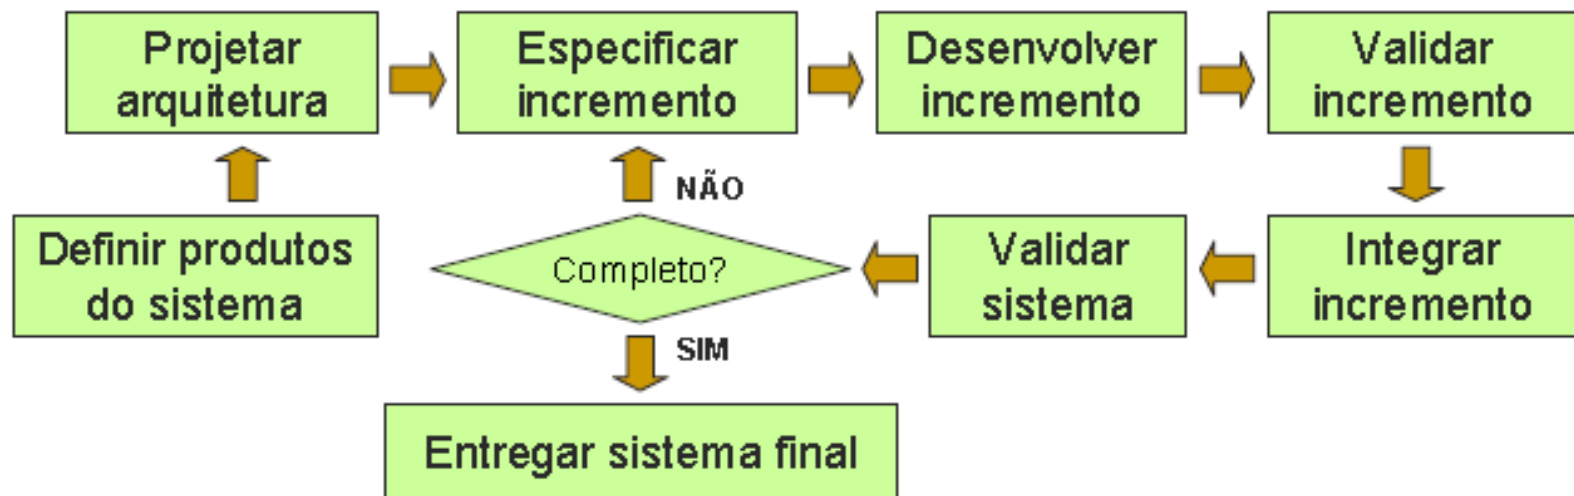 Projetar
arquitetura
Especificar
incremento
Desenvolver
incremento
Validar
incremento
NÃO
Definir produtos
do sistema
Completo?
Validar
sistema
Integrar
incremento
SIM
Entregar sistema final